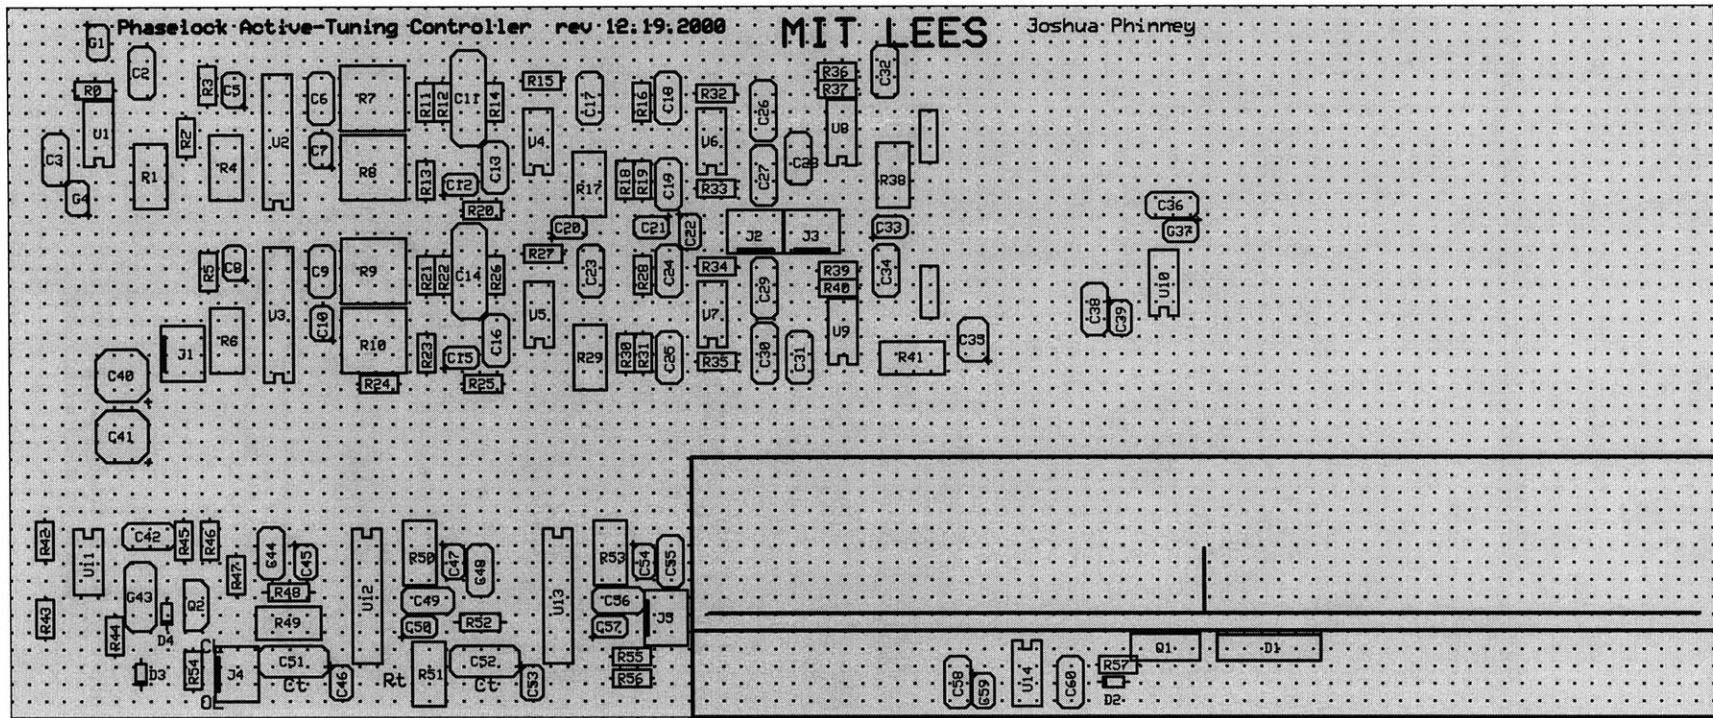 Phaselock Active-Tuning Controller rev 12.19.2000 MIT LEES Joshua Phinney
G1 C2 R3 C5 C6 R7 R11 R12 C11 R14 R15 C17 R16 C18 R32 C26 R36 R37 C32
R0 U1 R2 U2 U4 U6 U8
C3 G4 R1 R4 C7 R8 R13 C12 C13 R17 R18 R19 C19 R33 C27 C28 R38
R20 C20 C21 C22 J2 J3 C33 C36 G37
R5 C8 C9 R9 R21 R22 C14 R26 R27 C23 R28 C24 R34 C29 R39 R40 C34 U10
J1 R6 U3 C10 R10 R23 C15 C16 U5 R29 R30 R31 C25 U7 R35 C30 C31 U9 R41 C35 C38 C39
C40 R24 R25
C41
R42 U11 C42 R45 R46 G44 C45 U12 R50 C47 G48 U13 R53 C54 C55
R47 R48
R43 R44 G43 D4 Q2 R49 C49 G50 R52 C56 G57 J5
D3 R54 J4 C51 Ct C46 Rt R51 C52 Ct C53 R55 R56
C58 G59 U14 C60 R57 D2 Q1 D1